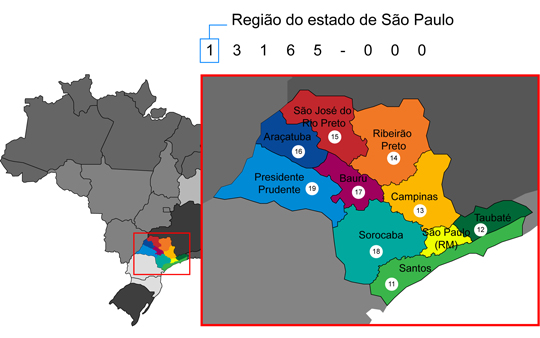 Região do estado de São Paulo
1 3 1 6 5 - 0 0 0
São José do
Rio Preto
15
Araçatuba
16
Ribeirão
Preto
14
Presidente
Prudente
19
Bauru
17
Campinas
13
Taubaté
12
São Paulo
(RM)
Sorocaba
18
Santos
11